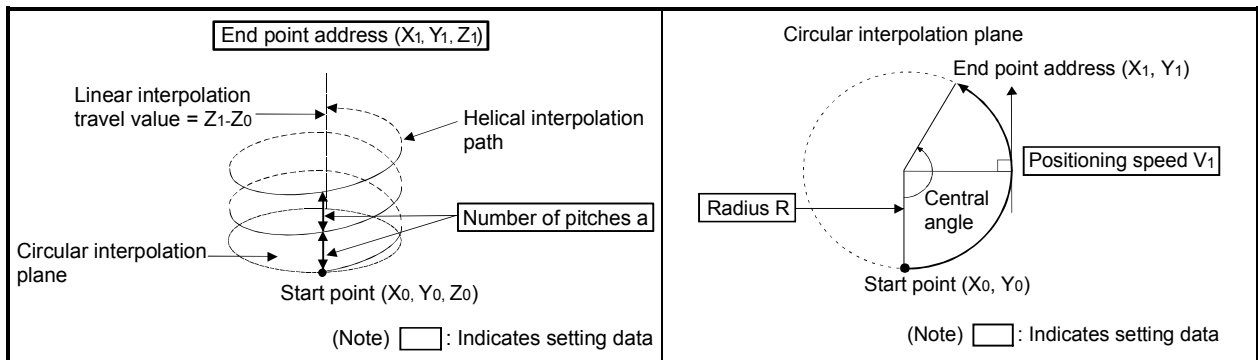 End point address (X1, Y1, Z1)
Linear interpolation
travel value = Z1-Z0
Helical interpolation
path
Number of pitches a
Circular interpolation
plane
Start point (X0, Y0, Z0)
(Note) : Indicates setting data
Circular interpolation plane
End point address (X1, Y1)
Positioning speed V1
Radius R
Central
angle
Start point (X0, Y0)
(Note) : Indicates setting data